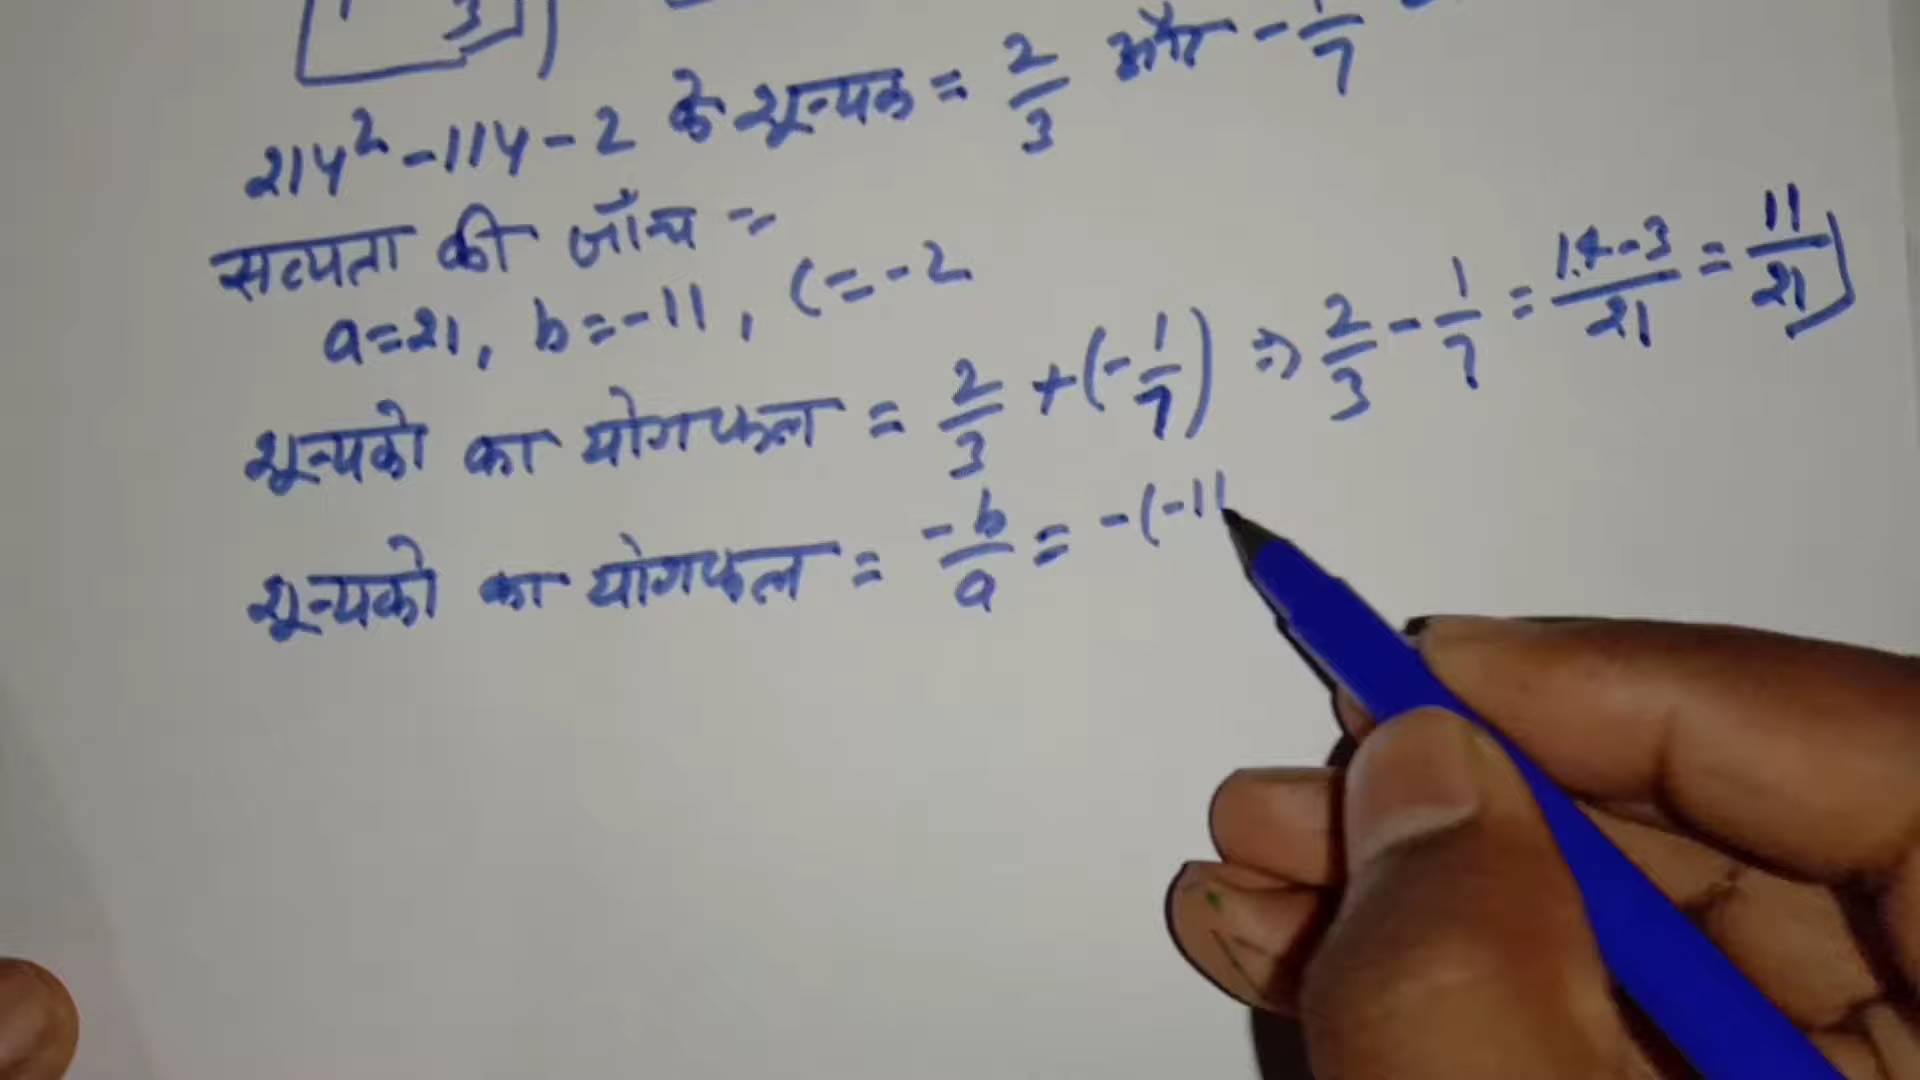 21y² - 11y - 2 के शून्यक = 2/3 और - 1/7
सत्यता की जाँच =
a=21, b=-11, c=-2
शून्यको का योगफल = 2/3 + (-1/7) ⇒ 2/3 - 1/7 = 14-3/21 = 11/21
शून्यको का योगफल = -b/a = -(-11